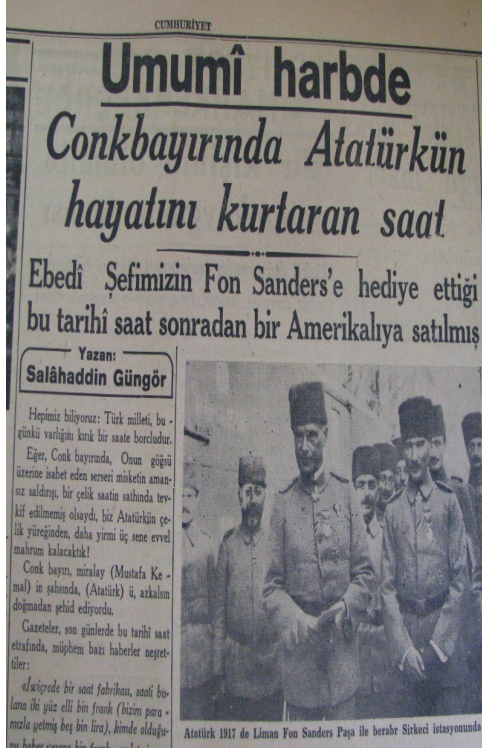 CUMHURİYET
Umumî harbde
Conkbayırında Atatürkün
hayatını kurtaran saat
Ebedî Şefimizin Fon Sanders'e hediye ettiği
bu tarihî saat sonradan bir Amerikalıya satılmış
Yazan:
Salâhaddin Güngör
Hepimiz biliyoruz: Türk milleti, bu -
günkü varlığını kırık bir saate borcludur.
Eğer, Conk bayırında, Onun göğsü
üzerine isabet eden serseri misketin aman-
sız saldırışı, bir çelik saatin sathında tev-
kif edilmemiş olsaydı, biz Atatürkün çe-
lik yüreğinden, daha yirmi üç sene evvel
mahrum kalacaktık!
Conk bayırı, miralay (Mustafa Ke -
mal) in şahsında, (Atatürk) ü, azkalsın
doğmadan şehid ediyordu.
Gazeteler, son günlerde bu tarihî saat
etrafında, müphem bazı haberler neşret-
tiler:
«İsviçrede bir saat fabrikası, saati bu-
lana iki yüz elli bin frank (bizim para -
mızla yetmiş beş bin lira), kimde olduğu-
Atatürk 1917 de Liman Fon Sanders Paşa ile berabr Sirkeci istasyonunda